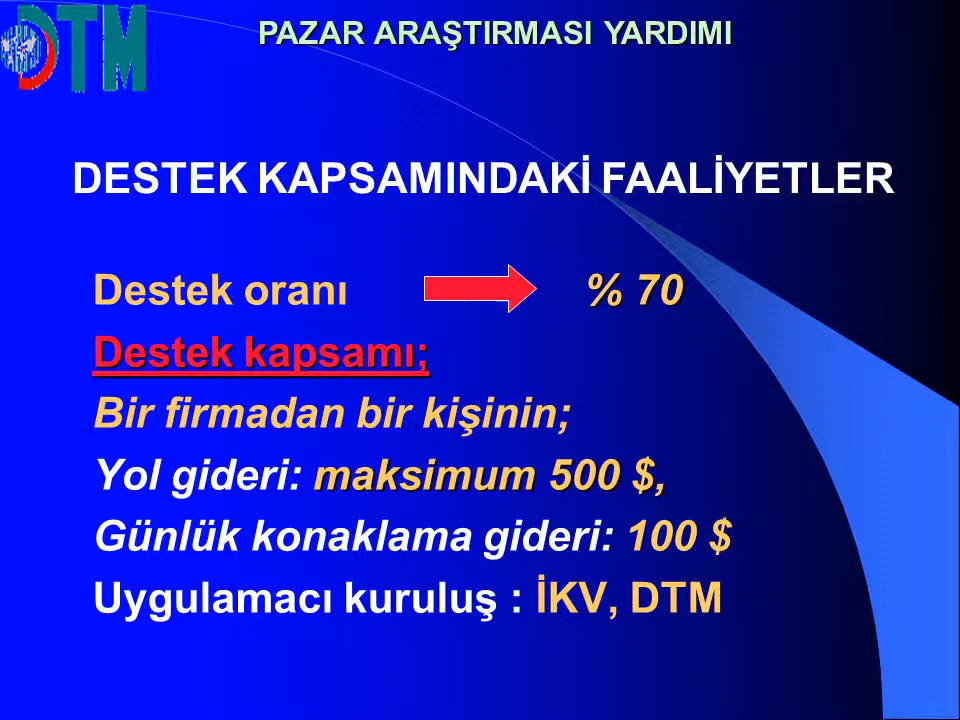 DTM
PAZAR ARAŞTIRMASI YARDIMI
DESTEK KAPSAMINDAKİ FAALİYETLER
Destek oranı % 70
Destek kapsamı;
Bir firmadan bir kişinin;
Yol gideri: maksimum 500 $,
Günlük konaklama gideri: 100 $
Uygulamacı kuruluş : İKV, DTM